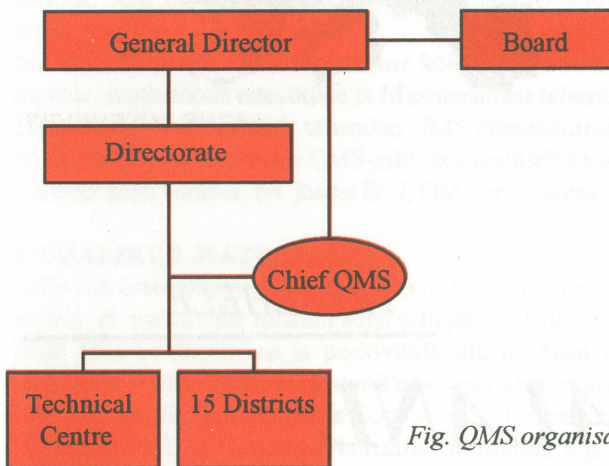 General Director
Board
Directorate
Chief QMS
Technical
Centre
15 Districts
Fig. QMS organisa